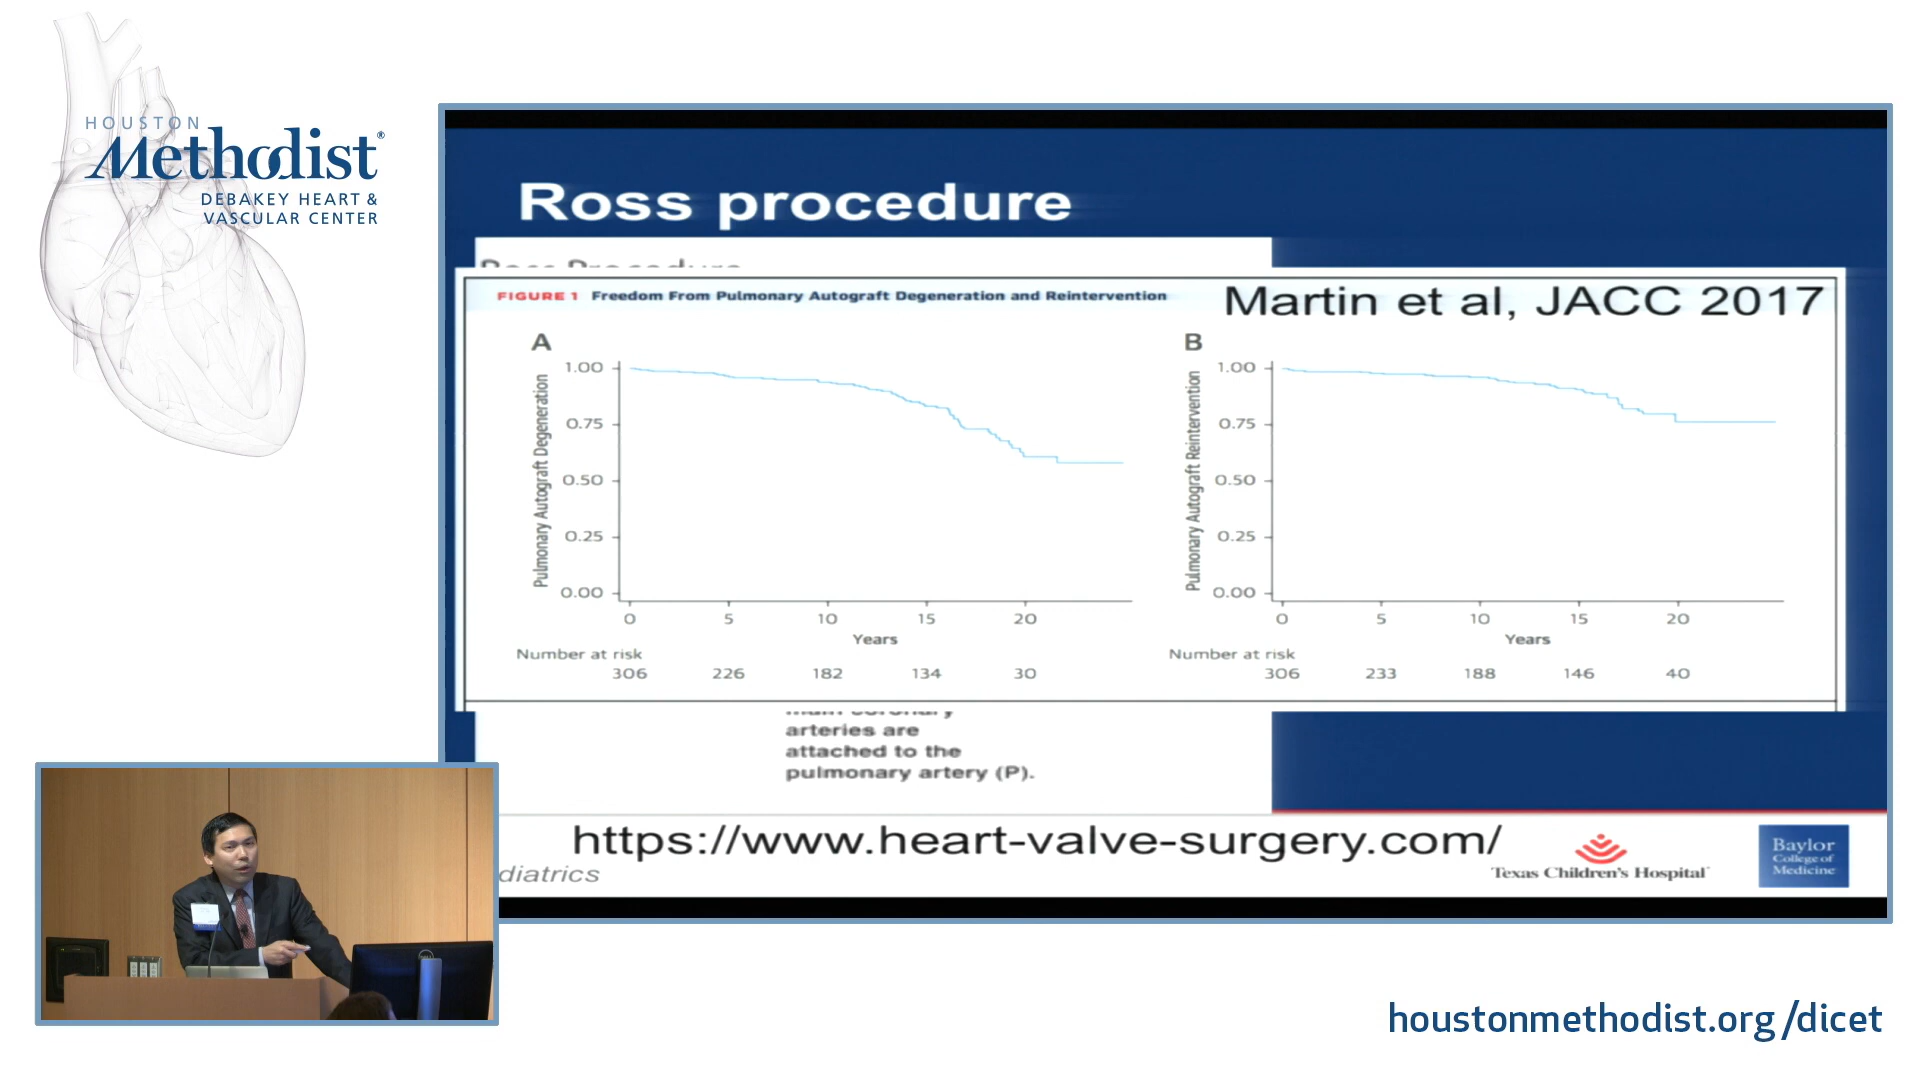 HOUSTON
Methodist®
DEBAKEY HEART &
VASCULAR CENTER
Ross procedure
Ross Procedure
FIGURE 1 Freedom From Pulmonary Autograft Degeneration and Reintervention
Martin et al, JACC 2017
A
Pulmonary Autograft Degeneration
1.00
0.75
0.50
0.25
0.00
0 5 10 15 20
Years
Number at risk
306 226 182 134 30
B
Pulmonary Autograft Reintervention
1.00
0.75
0.50
0.25
0.00
0 5 10 15 20
Years
Number at risk
306 233 188 146 40
main coronary
arteries are
attached to the
pulmonary artery (P).
https://www.heart-valve-surgery.com/
diatrics
Texas Children's Hospital
Baylor
College of
Medicine
houstonmethodist.org/dicet